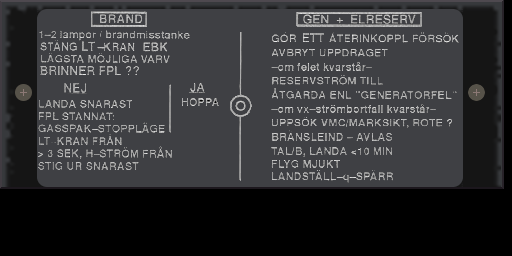 BRAND
1–2 lampor / brandmisstanke
STÄNG LT–KRAN EBK
LÄGSTA MÖJLIGA VARV
BRINNER FPL ??
NEJ
LANDA SNARAST
FPL STANNAT:
GASSPAK–STOPPLÄGE
LT KRAN FRÅN
> 3 SEK, H–STRÖM FRÅN
STIG UR SNARAST
JA
HOPPA
GEN + ELRESERV
GÖR ETT ÅTERINKOPPL FÖRSÖK
AVBRYT UPPDRAGET
–om felet kvarstår–
RESERVSTRÖM TILL
ÅTGÄRDA ENL "GENERATORFEL"
–om vx–strömbortfall kvarstår–
UPPSÖK VMC/MARKSIKT, ROTE ?
BRÄNSLEIND – AVLÄS
TAL/B, LANDA <10 MIN
FLYG MJUKT
LANDSTÄLL–q–SPÄRR